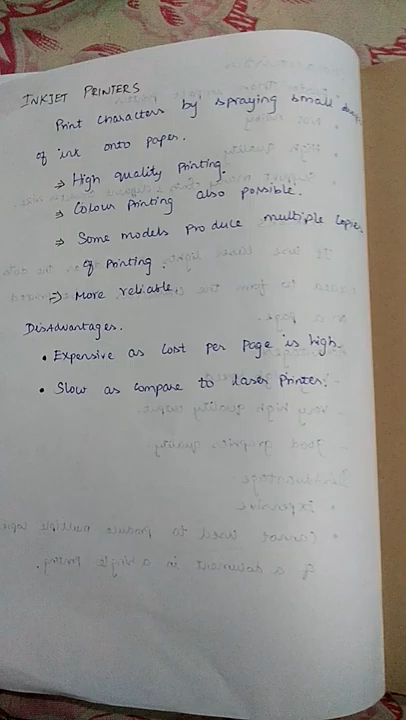 INKJET PRINTERS
Print characters by spraying small drops
of ink onto paper.
⇒ High quality Printing.
⇒ Colour Printing also possible.
⇒ Some models produce multiple copies
of Printing.
⇒ More reliable.
Disadvantages.
• Expensive as cost per page is high.
• Slow as compare to laser printer.